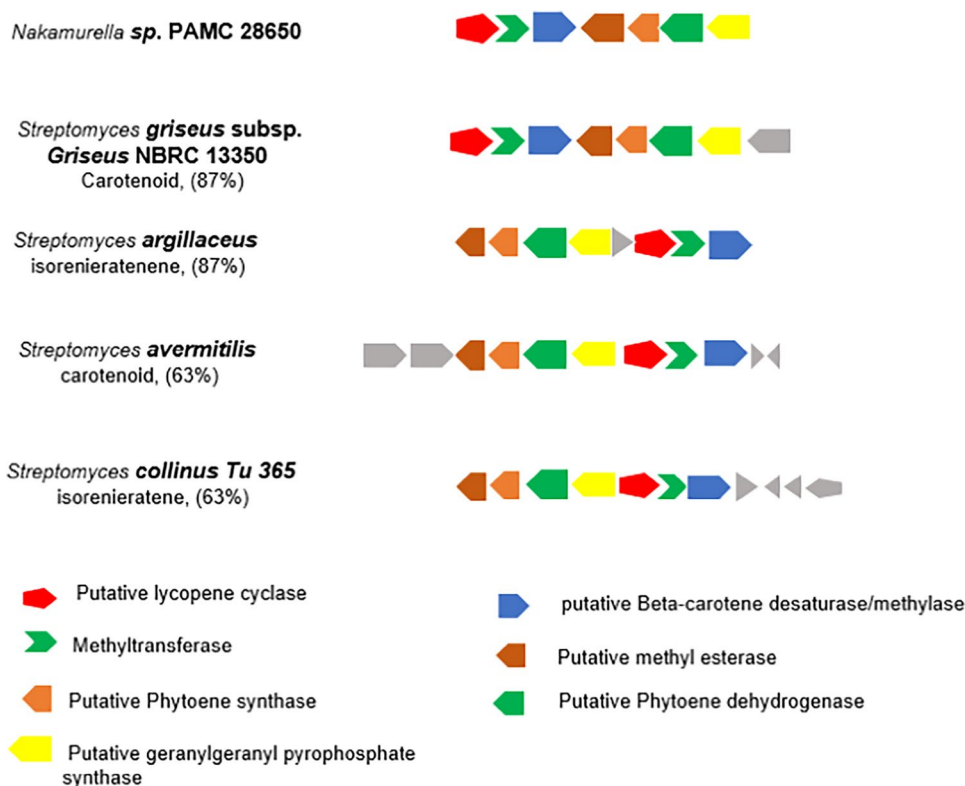 Nakamurella sp. PAMC 28650
Streptomyces griseus subsp.
Griseus NBRC 13350
Carotenoid, (87%)
Streptomyces argillaceus
isorenieratenene, (87%)
Streptomyces avermitilis
carotenoid, (63%)
Streptomyces collinus Tu 365
isorenieratene, (63%)
Putative lycopene cyclase
putative Beta-carotene desaturase/methylase
Methyltransferase
Putative methyl esterase
Putative Phytoene synthase
Putative Phytoene dehydrogenase
Putative geranylgeranyl pyrophosphate
synthase